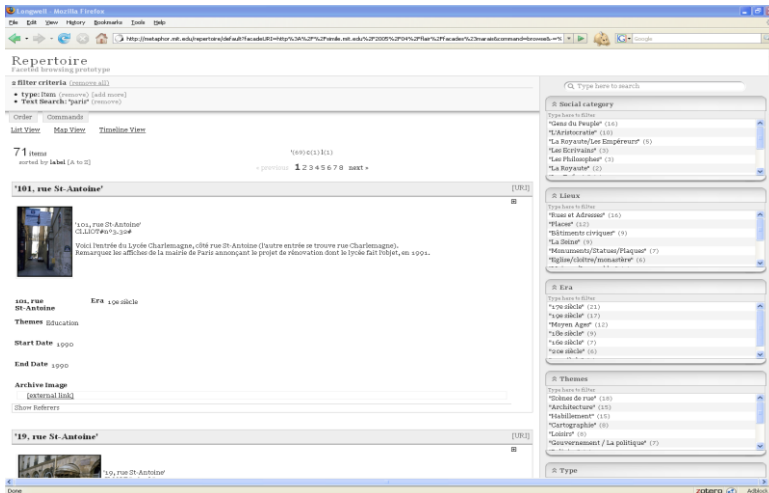 Longwell - Mozilla Firefox
File Edit View History Bookmarks Tools Help
Google
Repertoire
Faceted browsing prototype
filter criteria (remove all)
• type: Item (remove) [add more]
• Text Search: "paris" (remove)
Order Commands
List View Map View Timeline View
71 items
sorted by label [A to Z]
« previous 1 2 3 4 5 6 7 8 next »
'101, rue St-Antoine' [URI]
'101, rue St-Antoine'
CLLIOT#n°3.32#
Voici l'entrée du Lycée Charlemagne, côté rue St-Antoine (l'autre entrée se trouve rue Charlemagne).
Remarquez les affiches de la mairie de Paris annonçant le projet de rénovation dont le lycée fait l'objet, en 1991.
101, rue St-Antoine
Era 19e siècle
Themes Education
Start Date 1990
End Date 1990
Archive Image
[external link]
Show Referers
'19, rue St-Antoine' [URI]
'19, rue St-Antoine'
Type here to search
Social category
Type here to filter
"Gens du Peuple" (16)
"L'Aristocratie" (10)
"La Royaute/Les Empéreurs" (5)
"Les Ecrivains" (3)
"Les Philosophes" (3)
"La Royaute" (2)
Lieux
Type here to filter
"Rues et Adresses" (16)
"Places" (12)
"Bâtiments civiques" (9)
"La Seine" (9)
"Monuments/Statues/Plaques" (7)
"Eglise/cloître/monastère" (6)
Era
Type here to filter
"17e siècle" (21)
"19e siècle" (17)
"Moyen Ages" (12)
"18e siècle" (9)
"16e siècle" (7)
"20e siècle" (6)
Themes
Type here to filter
"Scènes de rue" (18)
"Architecture" (15)
"Habillement" (15)
"Cartographie" (8)
"Loisirs" (8)
"Gouvernement / La politique" (7)
Type
Done
zotero
Adblock